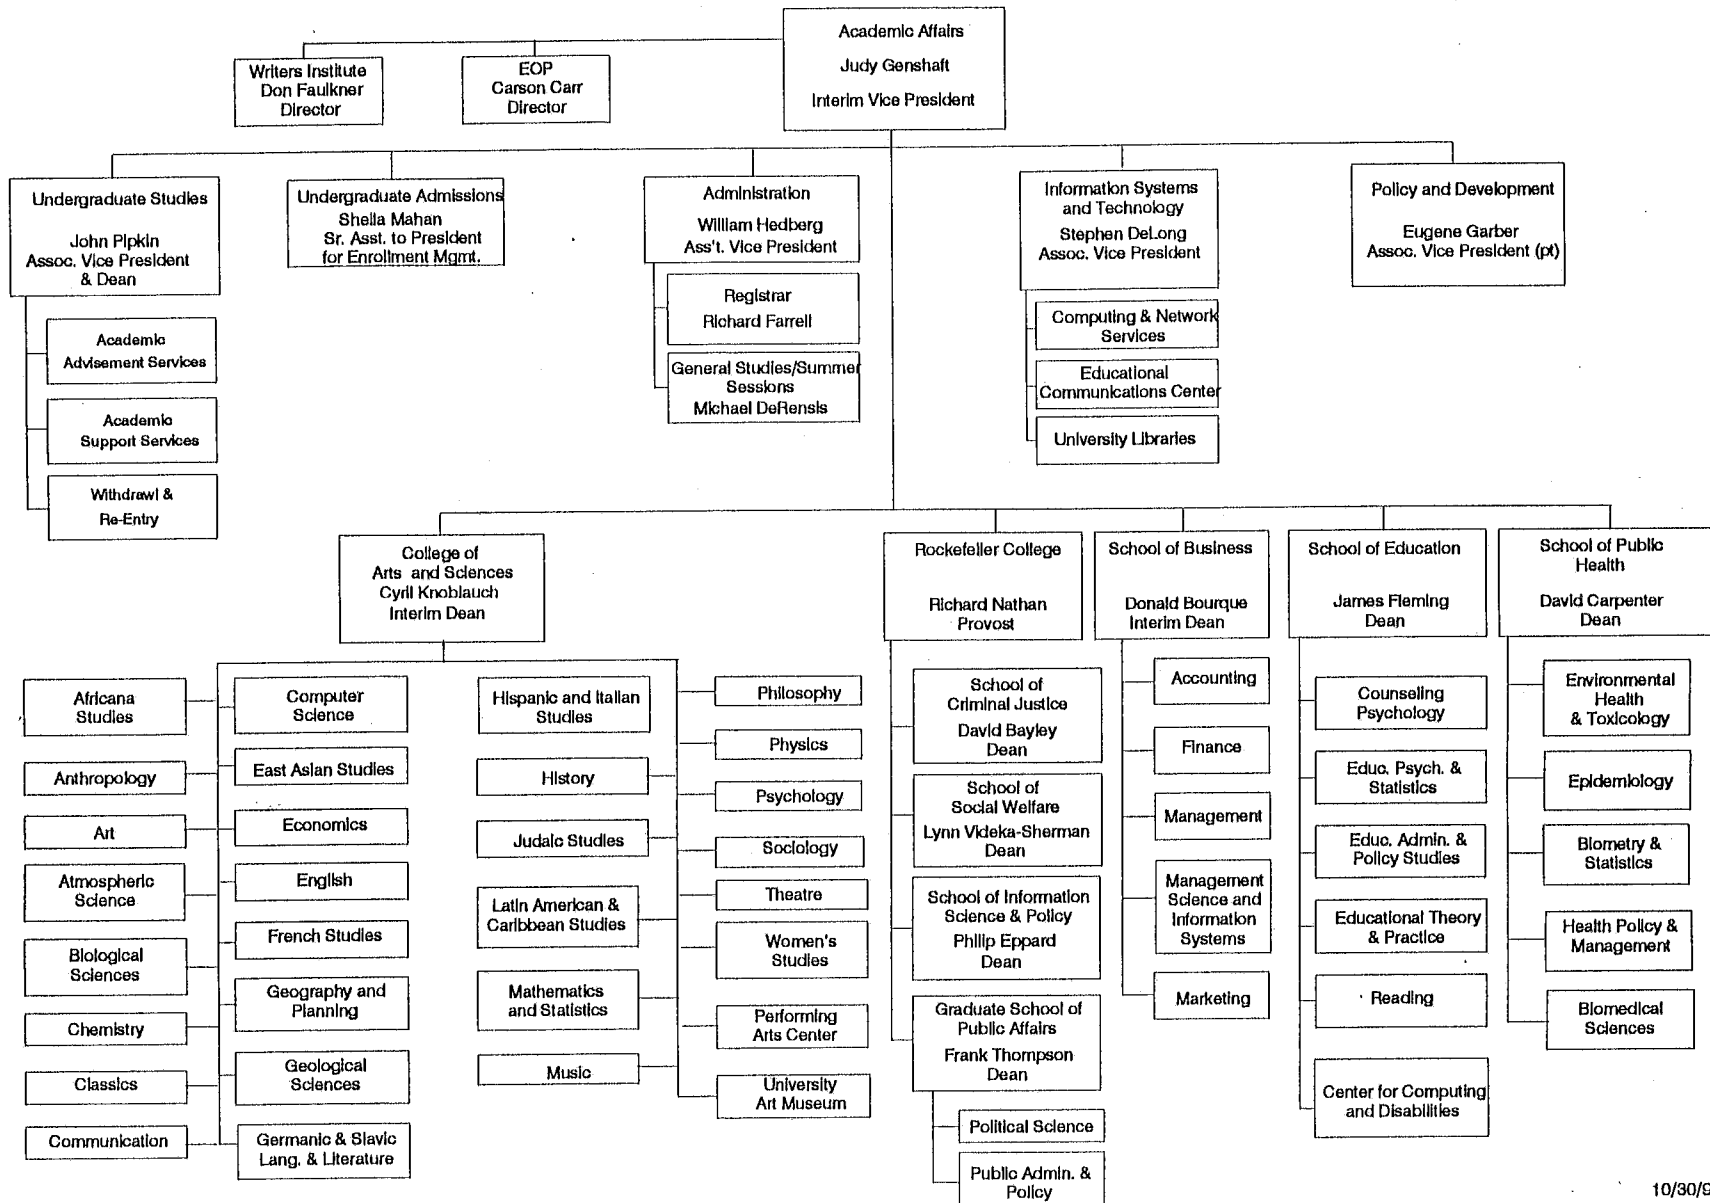 Academic Affairs
Judy Genshaft
Interim Vice President
Writers Institute
Don Faulkner
Director
EOP
Carson Carr
Director
Undergraduate Studies
John Pipkin
Assoc. Vice President
& Dean
Academic
Advisement Services
Academic
Support Services
Withdrawl &
Re-Entry
Undergraduate Admissions
Sheila Mahan
Sr. Asst. to President
for Enrollment Mgmt.
Administration
William Hedberg
Ass't. Vice President
Registrar
Richard Farrell
General Studies/Summer
Sessions
Michael DeRensis
Information Systems
and Technology
Stephen DeLong
Assoc. Vice President
Computing & Network
Services
Educational
Communications Center
University Libraries
Policy and Development
Eugene Garber
Assoc. Vice President (pt)
College of
Arts and Sciences
Cyril Knoblauch
Interim Dean
Africana
Studies
Anthropology
Art
Atmospheric
Science
Biological
Sciences
Chemistry
Classics
Communication
Computer
Science
East Asian Studies
Economics
English
French Studies
Geography and
Planning
Geological
Sciences
Germanic & Slavic
Lang. & Literature
Hispanic and Italian
Studies
History
Judaic Studies
Latin American &
Caribbean Studies
Mathematics
and Statistics
Music
Philosophy
Physics
Psychology
Sociology
Theatre
Women's
Studies
Performing
Arts Center
University
Art Museum
Rockefeller College
Richard Nathan
Provost
School of
Criminal Justice
David Bayley
Dean
School of
Social Welfare
Lynn Videka-Sherman
Dean
School of Information
Science & Policy
Philip Eppard
Dean
Graduate School of
Public Affairs
Frank Thompson
Dean
Political Science
Public Admin. &
Policy
School of Business
Donald Bourque
Interim Dean
Accounting
Finance
Management
Management
Science and
Information
Systems
Marketing
School of Education
James Fleming
Dean
Counseling
Psychology
Educ. Psych. &
Statistics
Educ. Admin. &
Policy Studies
Educational Theory
& Practice
Reading
Center for Computing
and Disabilities
School of Public
Health
David Carpenter
Dean
Environmental
Health
& Toxicology
Epidemiology
Biometry &
Statistics
Health Policy &
Management
Biomedical
Sciences
10/30/9